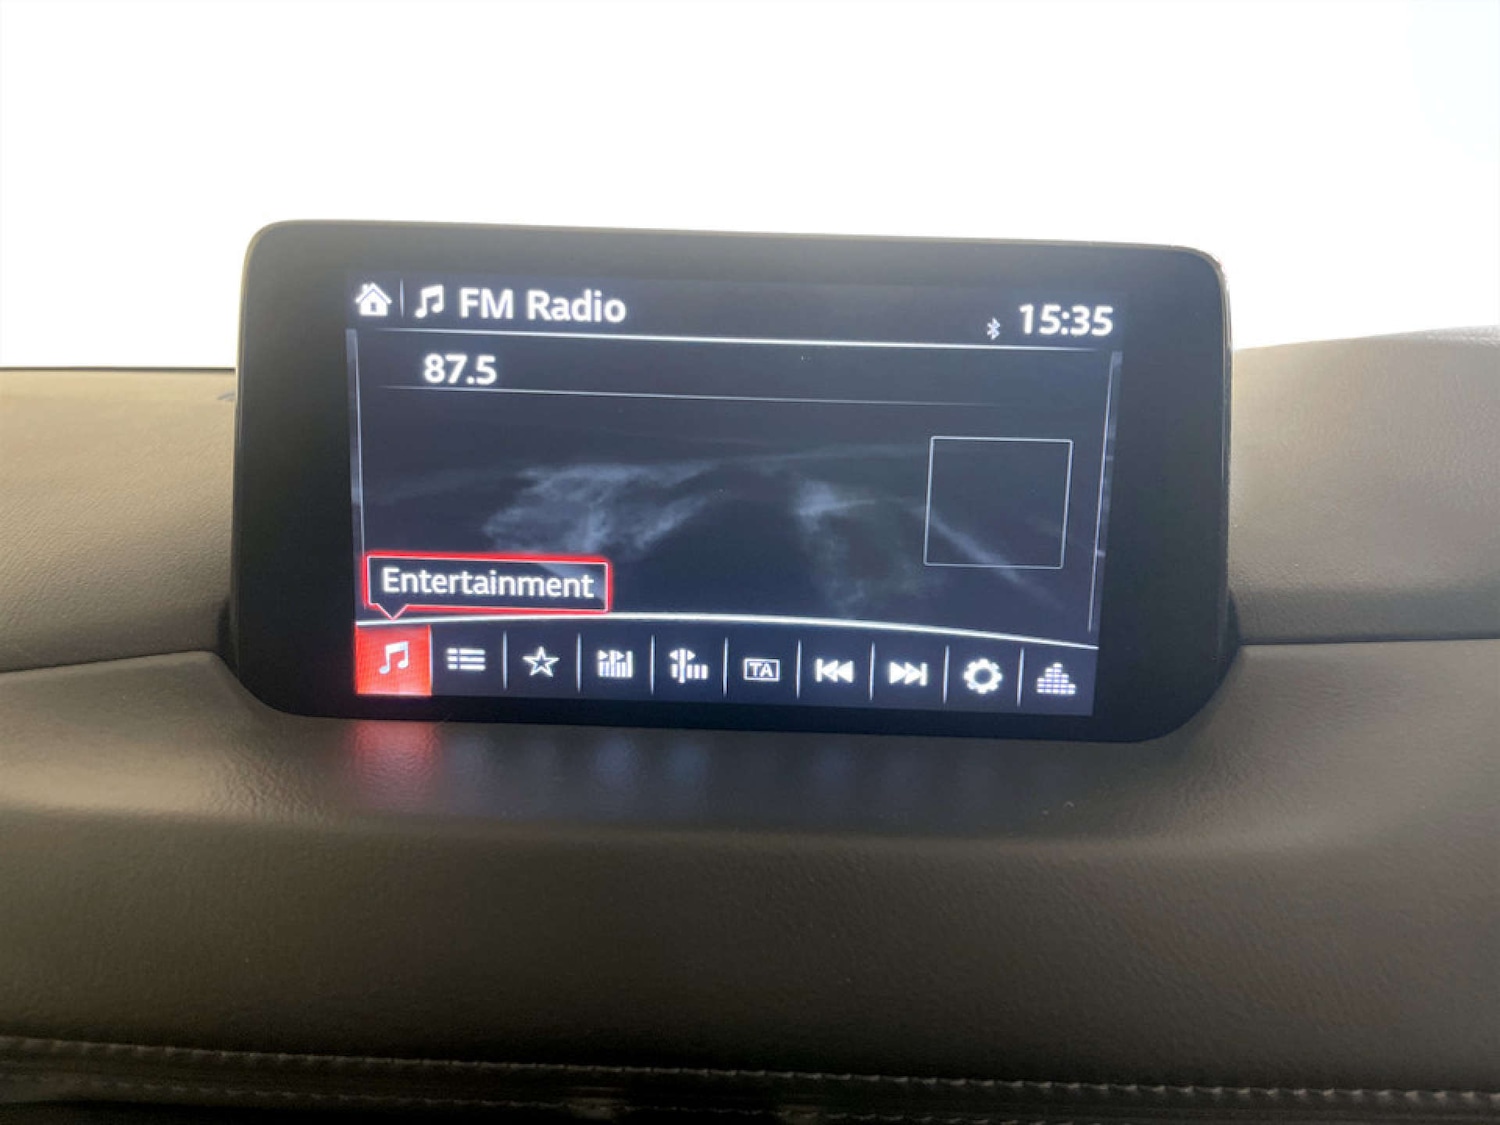 FM Radio
15:35
87.5
Entertainment
TA